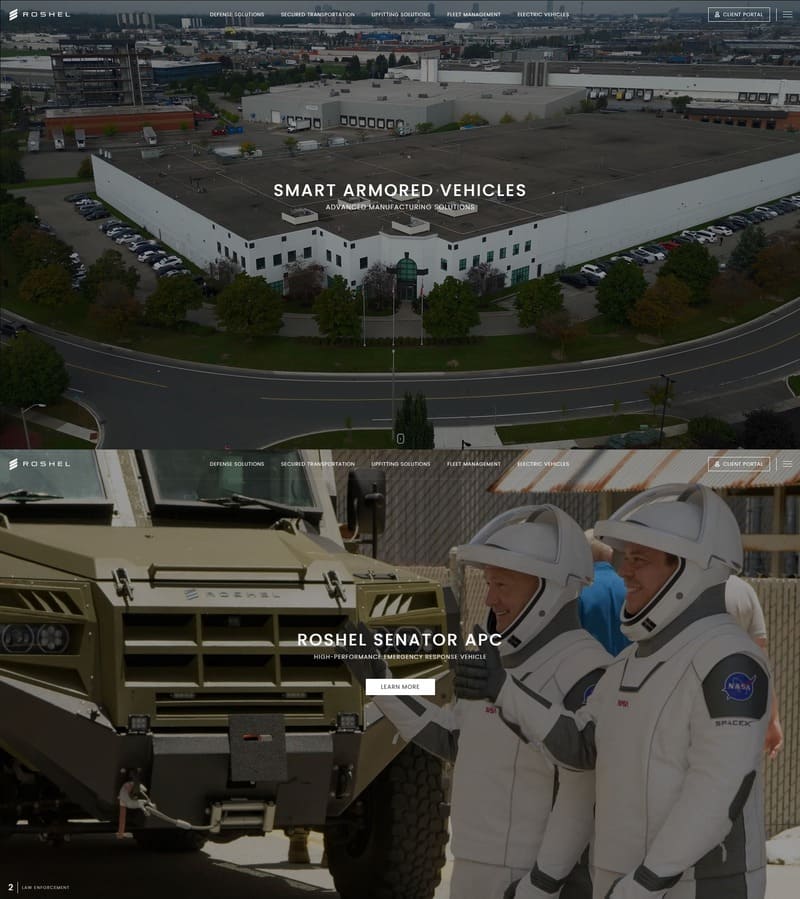 ROSHEL
DEFENSE SOLUTIONS SECURED TRANSPORTATION UPFITTING SOLUTIONS FLEET MANAGEMENT ELECTRIC VEHICLES
CLIENT PORTAL
SMART ARMORED VEHICLES
ADVANCED MANUFACTURING SOLUTIONS
ROSHEL
DEFENSE SOLUTIONS SECURED TRANSPORTATION UPFITTING SOLUTIONS FLEET MANAGEMENT ELECTRIC VEHICLES
CLIENT PORTAL
ROSHEL
ROSHEL SENATOR APC
HIGH-PERFORMANCE EMERGENCY RESPONSE VEHICLE
LEARN MORE
NASA
SPACEX
NASA
NASA
2 LAW ENFORCEMENT